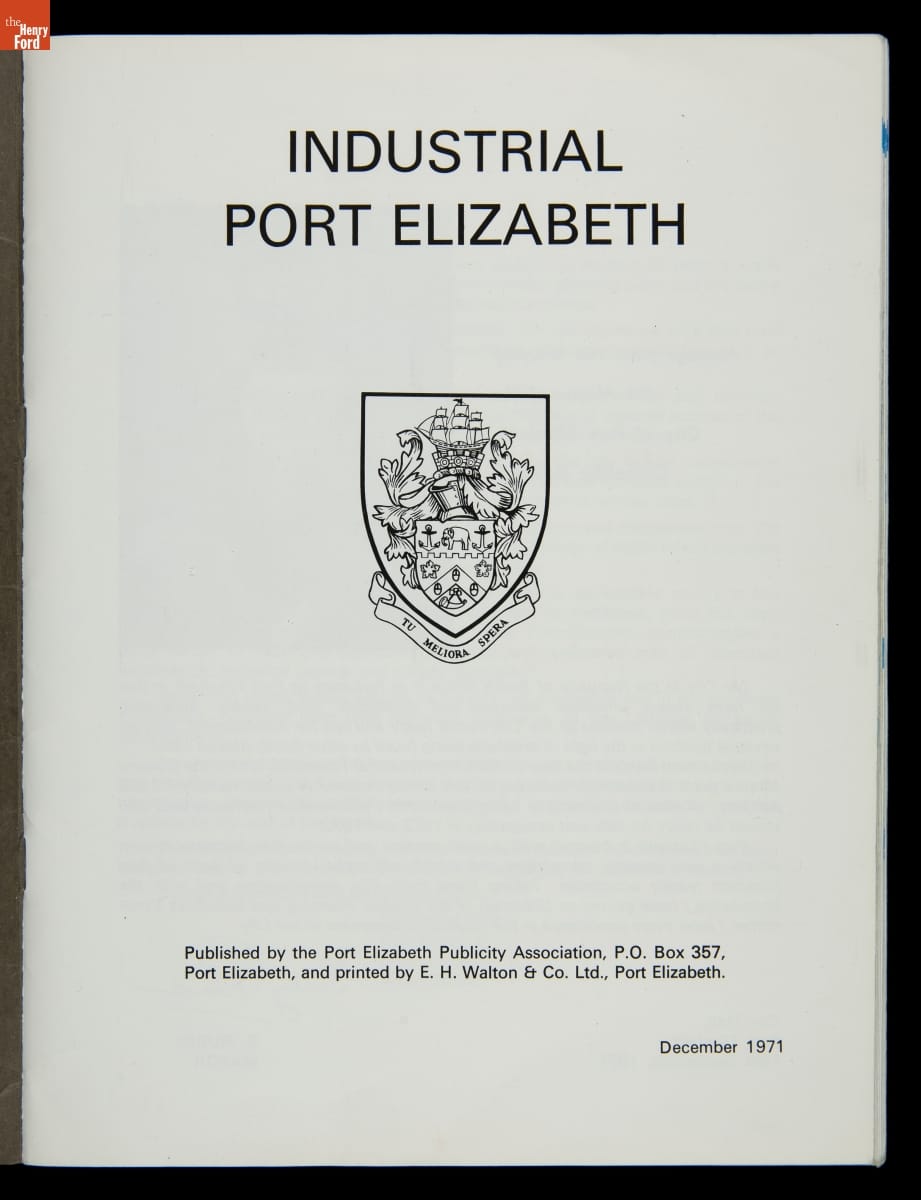 the
Henry
Ford
INDUSTRIAL
PORT ELIZABETH
TU MELIORA SPERA
Published by the Port Elizabeth Publicity Association, P.O. Box 357,
Port Elizabeth, and printed by E. H. Walton & Co. Ltd., Port Elizabeth.
December 1971